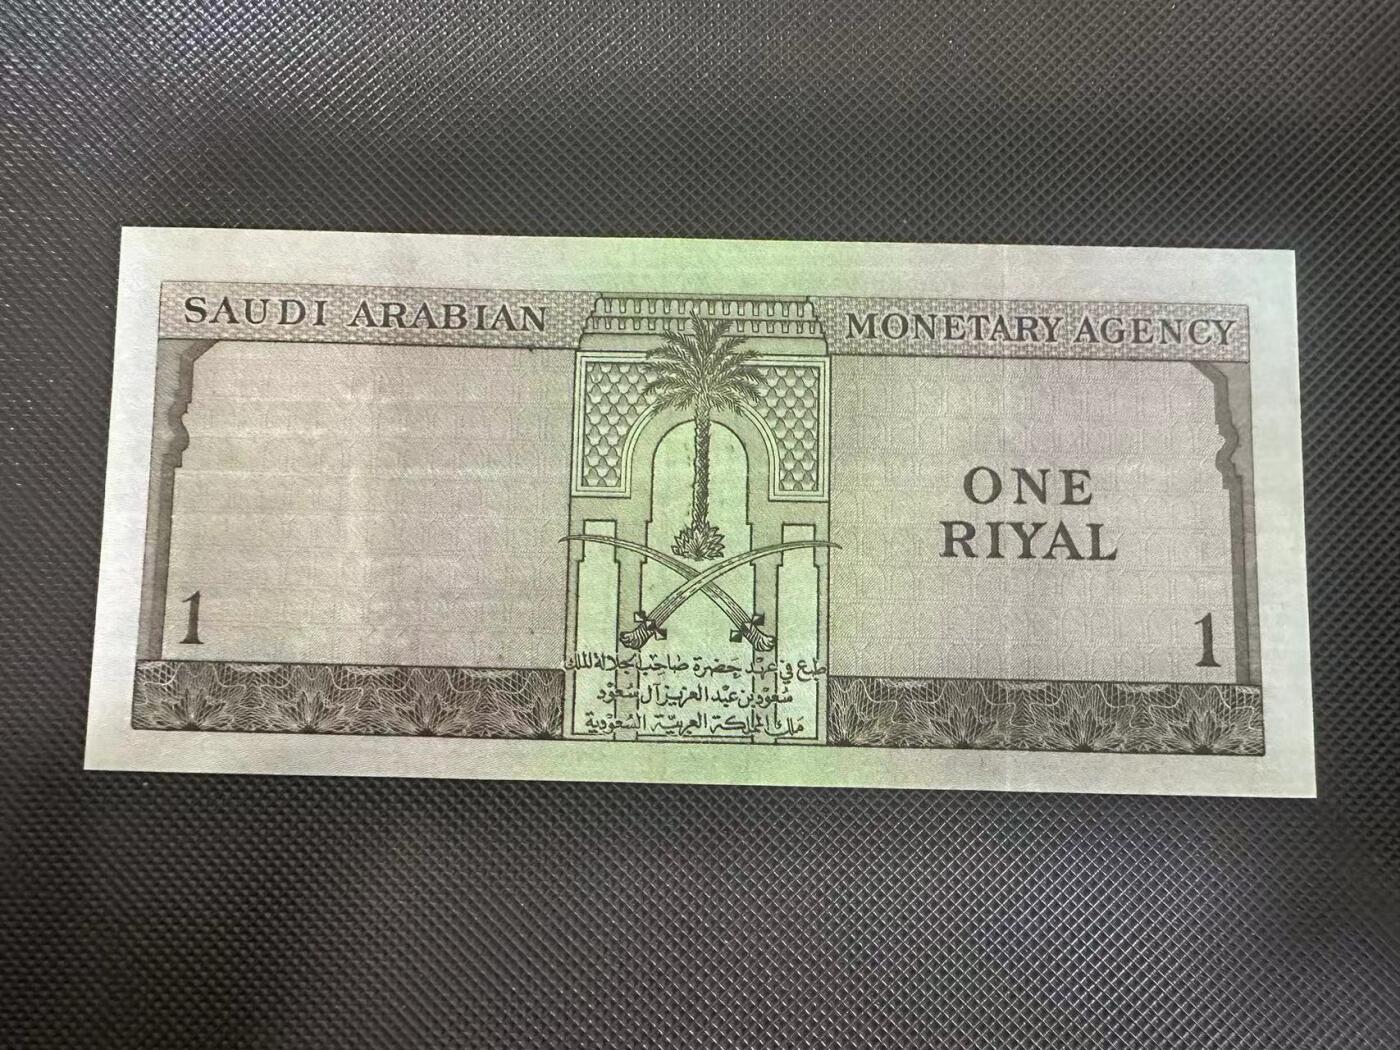 SAUDI ARABIAN MONETARY AGENCY
ONE
RIYAL
1 1
طبع في عهد حضرة صاحب الجلالة الملك
سعود بن عبد العزيز آل سعود
ملك المملكة العربية السعودية